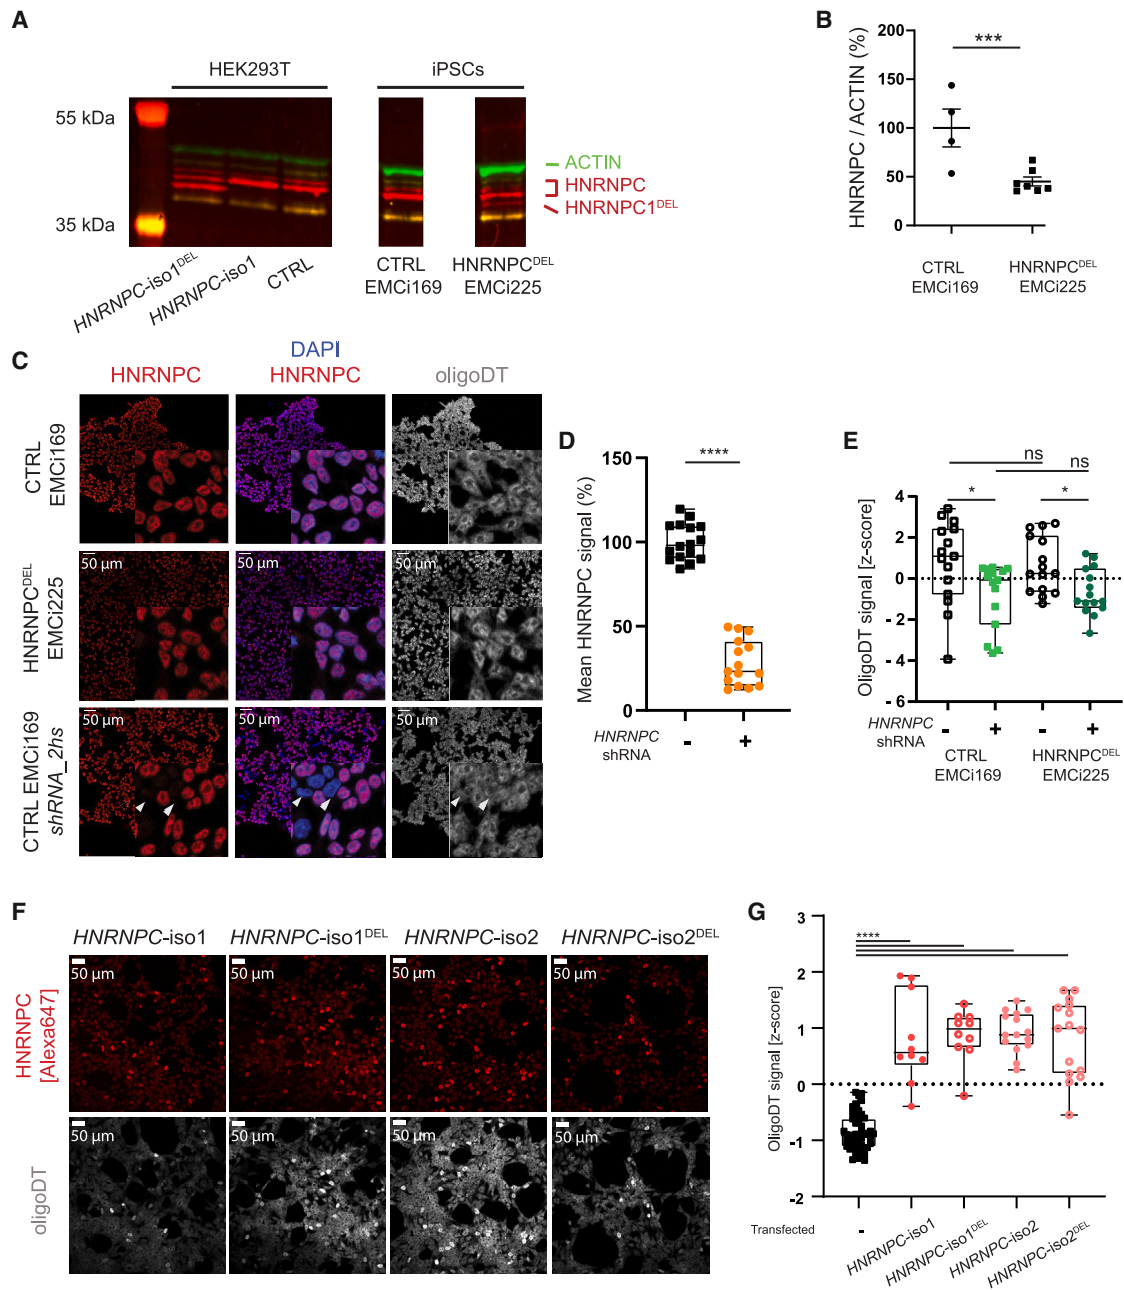 A
HEK293T
iPSCs
55 kDa
35 kDa
ACTIN
HNRNPC
HNRNPC1DEL
HNRNPC-iso1DEL
HNRNPC-iso1
CTRL
CTRL
EMCi169
HNRNPCDEL
EMCi225
B
HNRNPC / ACTIN (%)
200
150
100
50
0
***
CTRL
EMCi169
HNRNPCDEL
EMCi225
C
HNRNPC
DAPI
HNRNPC
oligoDT
CTRL
EMCi169
HNRNPCDEL
EMCi225
50 µm
50 µm
50 µm
CTRL EMCi169
shRNA_2hs
50 µm
50 µm
50 µm
D
Mean HNRNPC signal (%)
150
100
50
0
****
HNRNPC
shRNA
-
+
E
OligoDT signal [z-score]
4
2
0
- 2
- 4
- 6
ns
ns
*
*
HNRNPC
shRNA
-
+
-
+
CTRL
EMCi169
HNRNPCDEL
EMCi225
F
HNRNPC-iso1
HNRNPC-iso1DEL
HNRNPC-iso2
HNRNPC-iso2DEL
HNRNPC
[Alexa647]
50 µm
50 µm
50 µm
50 µm
oligoDT
50 µm
50 µm
50 µm
50 µm
G
OligoDT signal [z-score]
3
2
1
0
-1
-2
****
Transfected
-
HNRNPC-iso1
HNRNPC-iso1DEL
HNRNPC-iso2
HNRNPC-iso2DEL